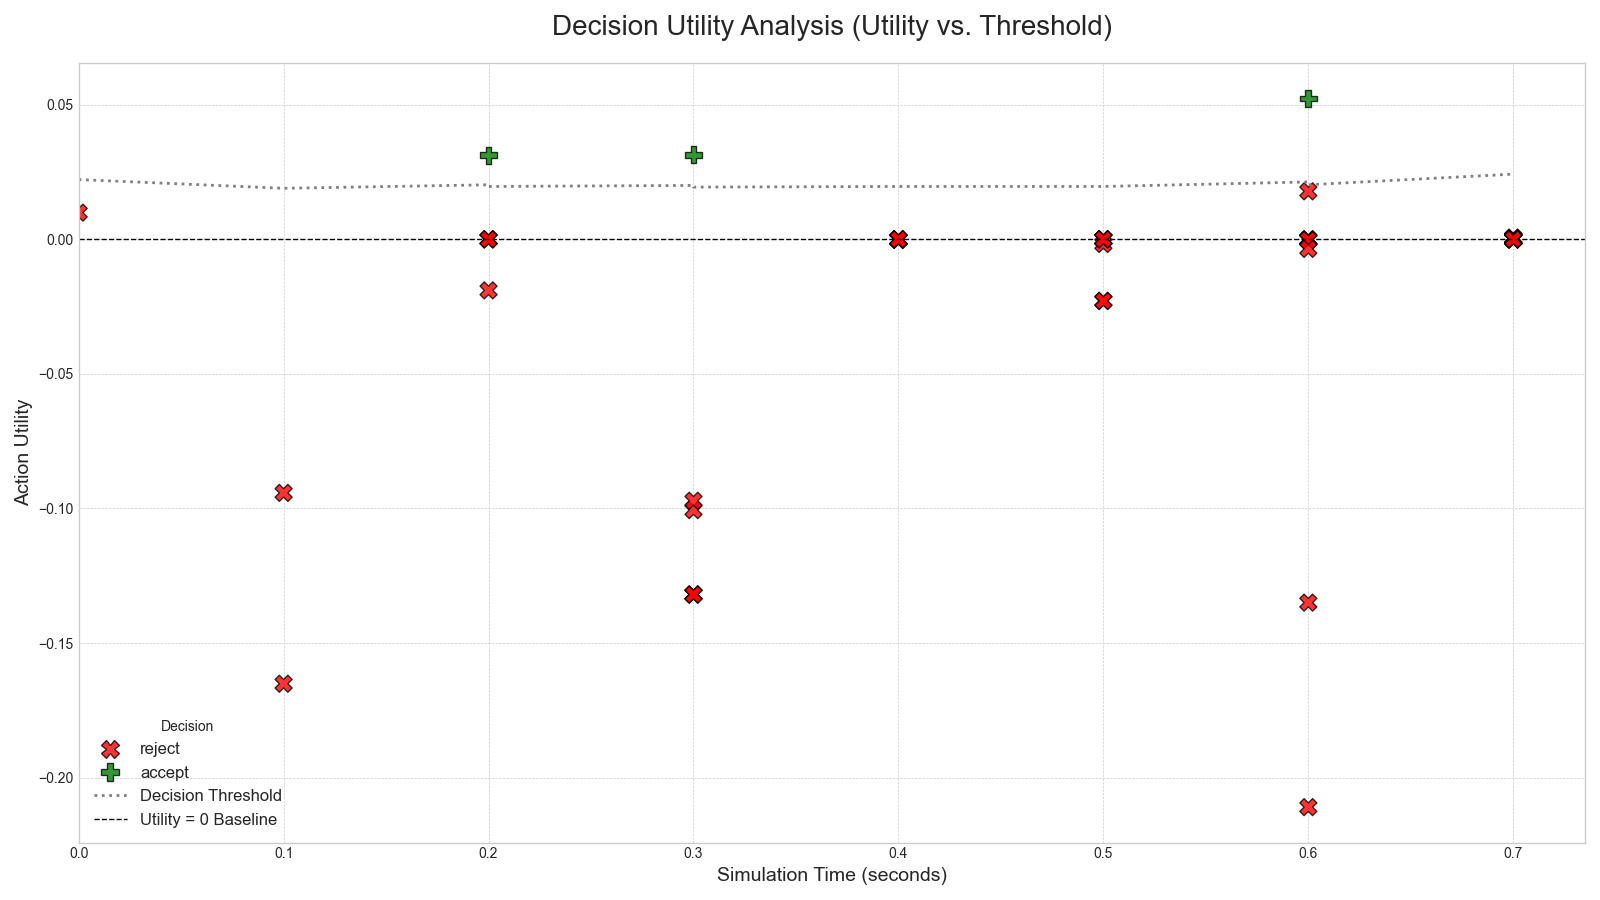 Decision Utility Analysis (Utility vs. Threshold)
Action Utility
0.05
0.00
−0.05
−0.10
−0.15
−0.20
Decision
reject
accept
Decision Threshold
Utility = 0 Baseline
0.0 0.1 0.2 0.3 0.4 0.5 0.6 0.7
Simulation Time (seconds)